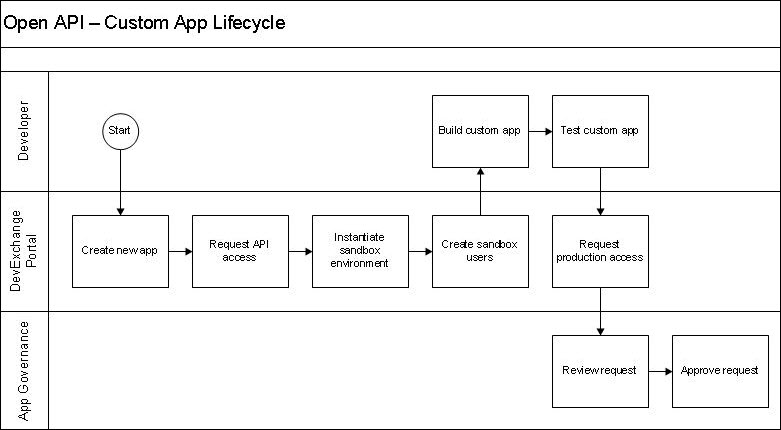 Open API – Custom App Lifecycle
Developer
Start
Build custom app
Test custom app
DevExchange
Portal
Create new app
Request API
access
Instantiate
sandbox
environment
Create sandbox
users
Request
production access
App Governance
Review request
Approve request